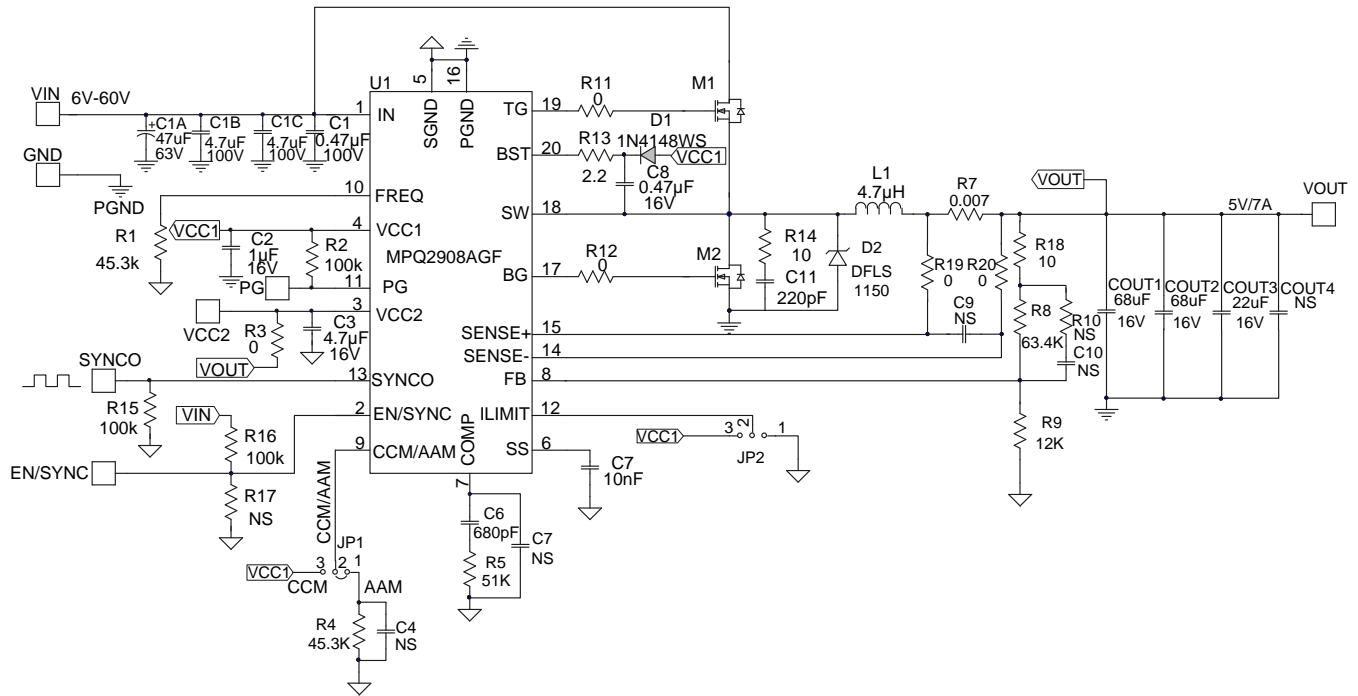 U1
5
16
SGND
PGND
VIN
6V-60V
GND
PGND
+C1A
47uF
63V
C1B
4.7uF
100V
C1C
4.7µF
100V
C1
0.47µF
100V
1 IN
10 FREQ
4 VCC1
MPQ2908AGF
11 PG
3 VCC2
13 SYNCO
2 EN/SYNC
9 CCM/AAM
COMP
7
TG 19
BST 20
SW 18
BG 17
SENSE+ 15
SENSE- 14
FB 8
ILIMIT 12
SS 6
R1
45.3k
VCC1
C2
1µF
16V
R2
100k
PG
VCC2
R3
0
VOUT
C3
4.7µF
16V
SYNCO
R15
100k
VIN
R16
100k
EN/SYNC
R17
NS
CCM/AAM
JP1
VCC1
3 2 1
CCM
AAM
R4
45.3K
C4
NS
C6
680pF
R5
51K
C7
NS
C7
10nF
R11
0
M1
R13
2.2
D1
1N4148WS
VCC1
C8
0.47µF
16V
R12
0
M2
R14
10
C11
220pF
D2
DFLS
1150
L1
4.7µH
R7
0.007
R19
0
R20
0
C9
NS
VOUT
5V/7A
VOUT
R18
10
R8
63.4K
R10
NS
C10
NS
R9
12K
COUT1
68uF
16V
COUT2
68uF
16V
COUT3
22uF
16V
COUT4
NS
VCC1
3 2 1
JP2